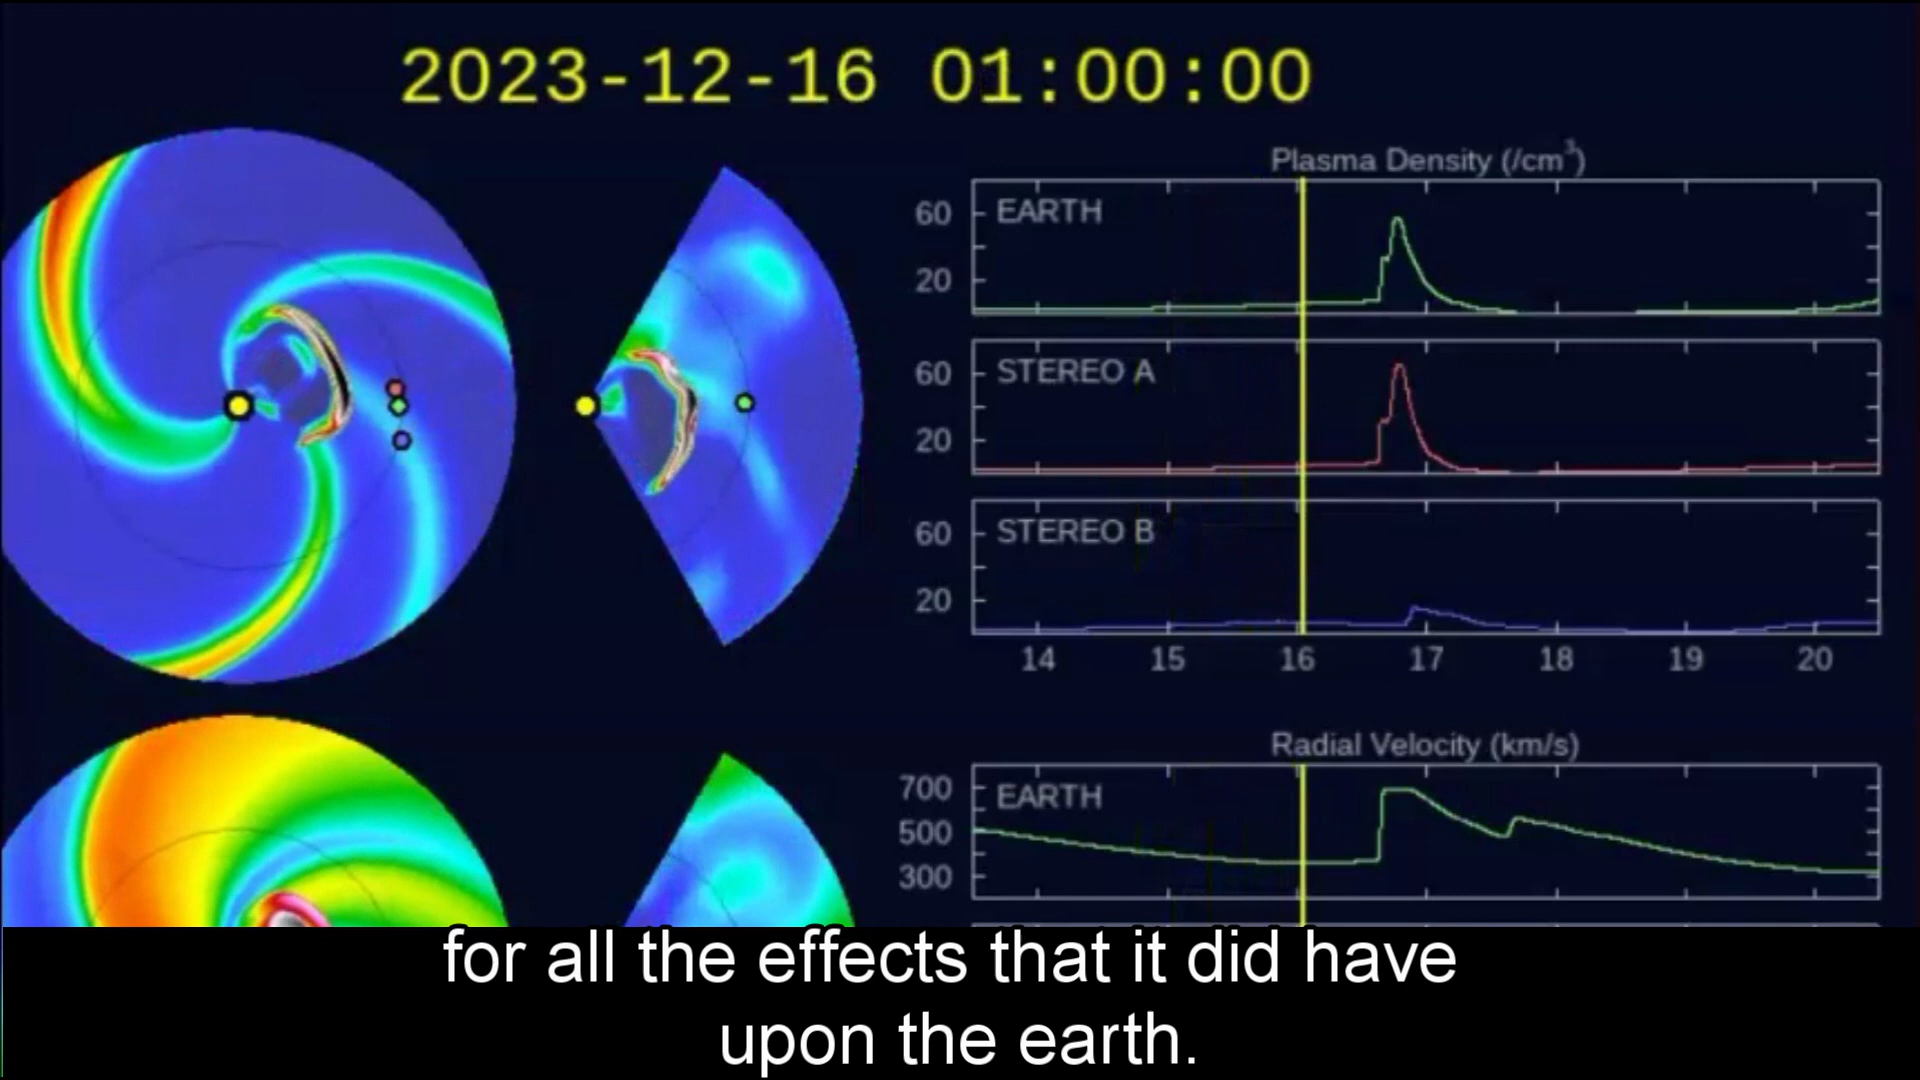 2023-12-16 01:00:00
Plasma Density (/cm³)
60
20
EARTH
60
20
STEREO A
60
20
STEREO B
14 15 16 17 18 19 20
Radial Velocity (km/s)
700
500
300
EARTH
for all the effects that it did have
upon the earth.